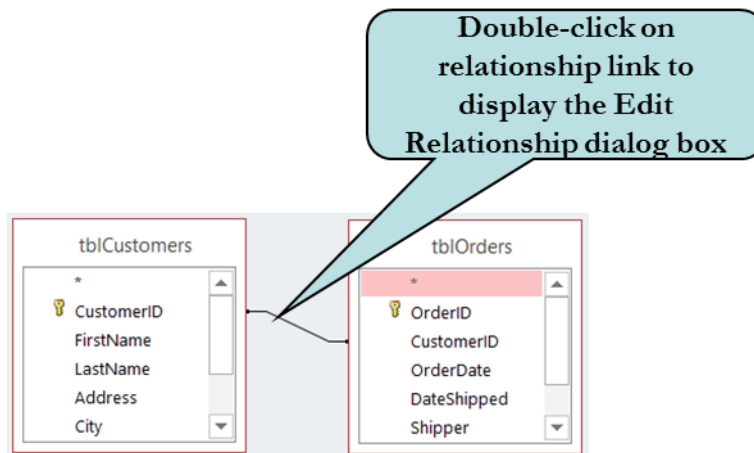 Double-click on
relationship link to
display the Edit
Relationship dialog box
tblCustomers
*
CustomerID
FirstName
LastName
Address
City
tblOrders
*
OrderID
CustomerID
OrderDate
DateShipped
Shipper